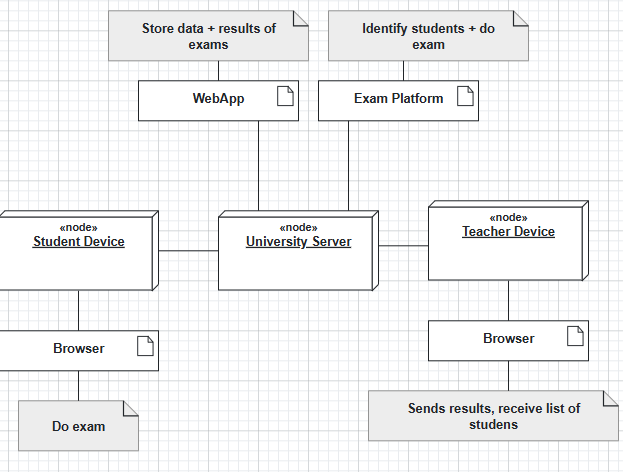 Store data + results of
exams
Identify students + do
exam
WebApp
Exam Platform
«node»
Student Device
«node»
University Server
«node»
Teacher Device
Browser
Browser
Do exam
Sends results, receive list of
studens